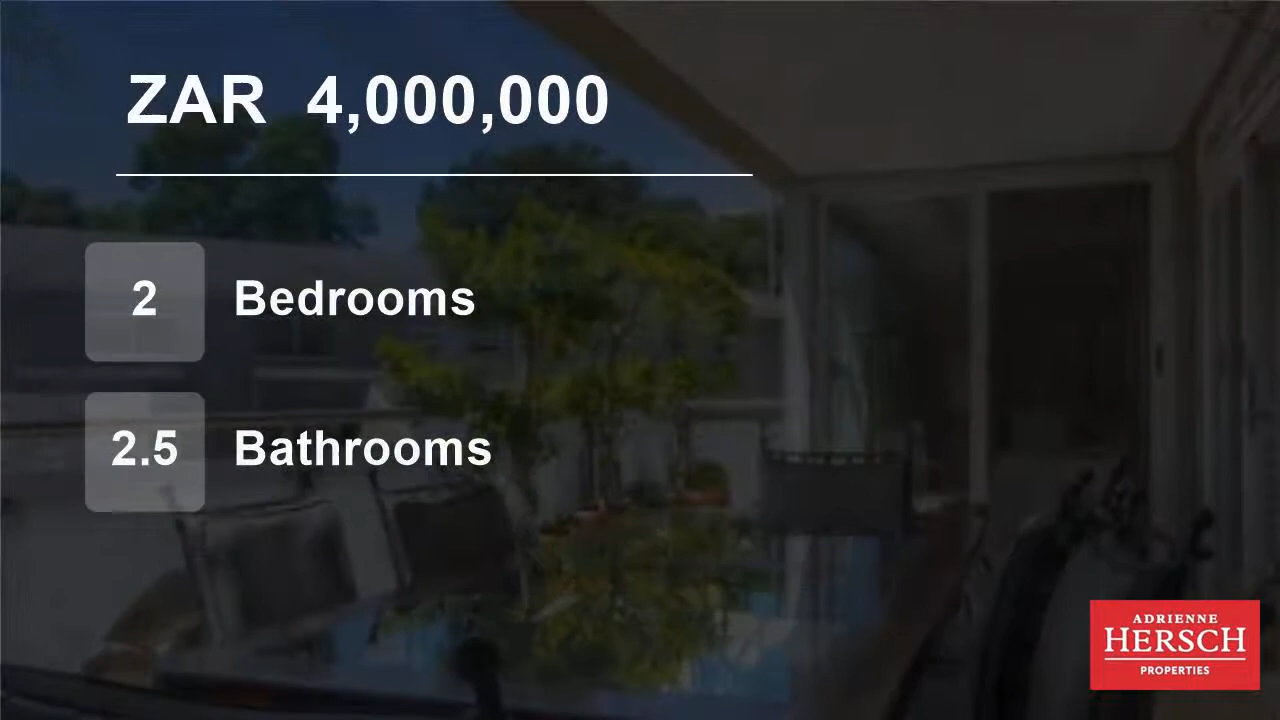 ZAR 4,000,000
2 Bedrooms
2.5 Bathrooms
ADRIENNE
HERSCH
PROPERTIES